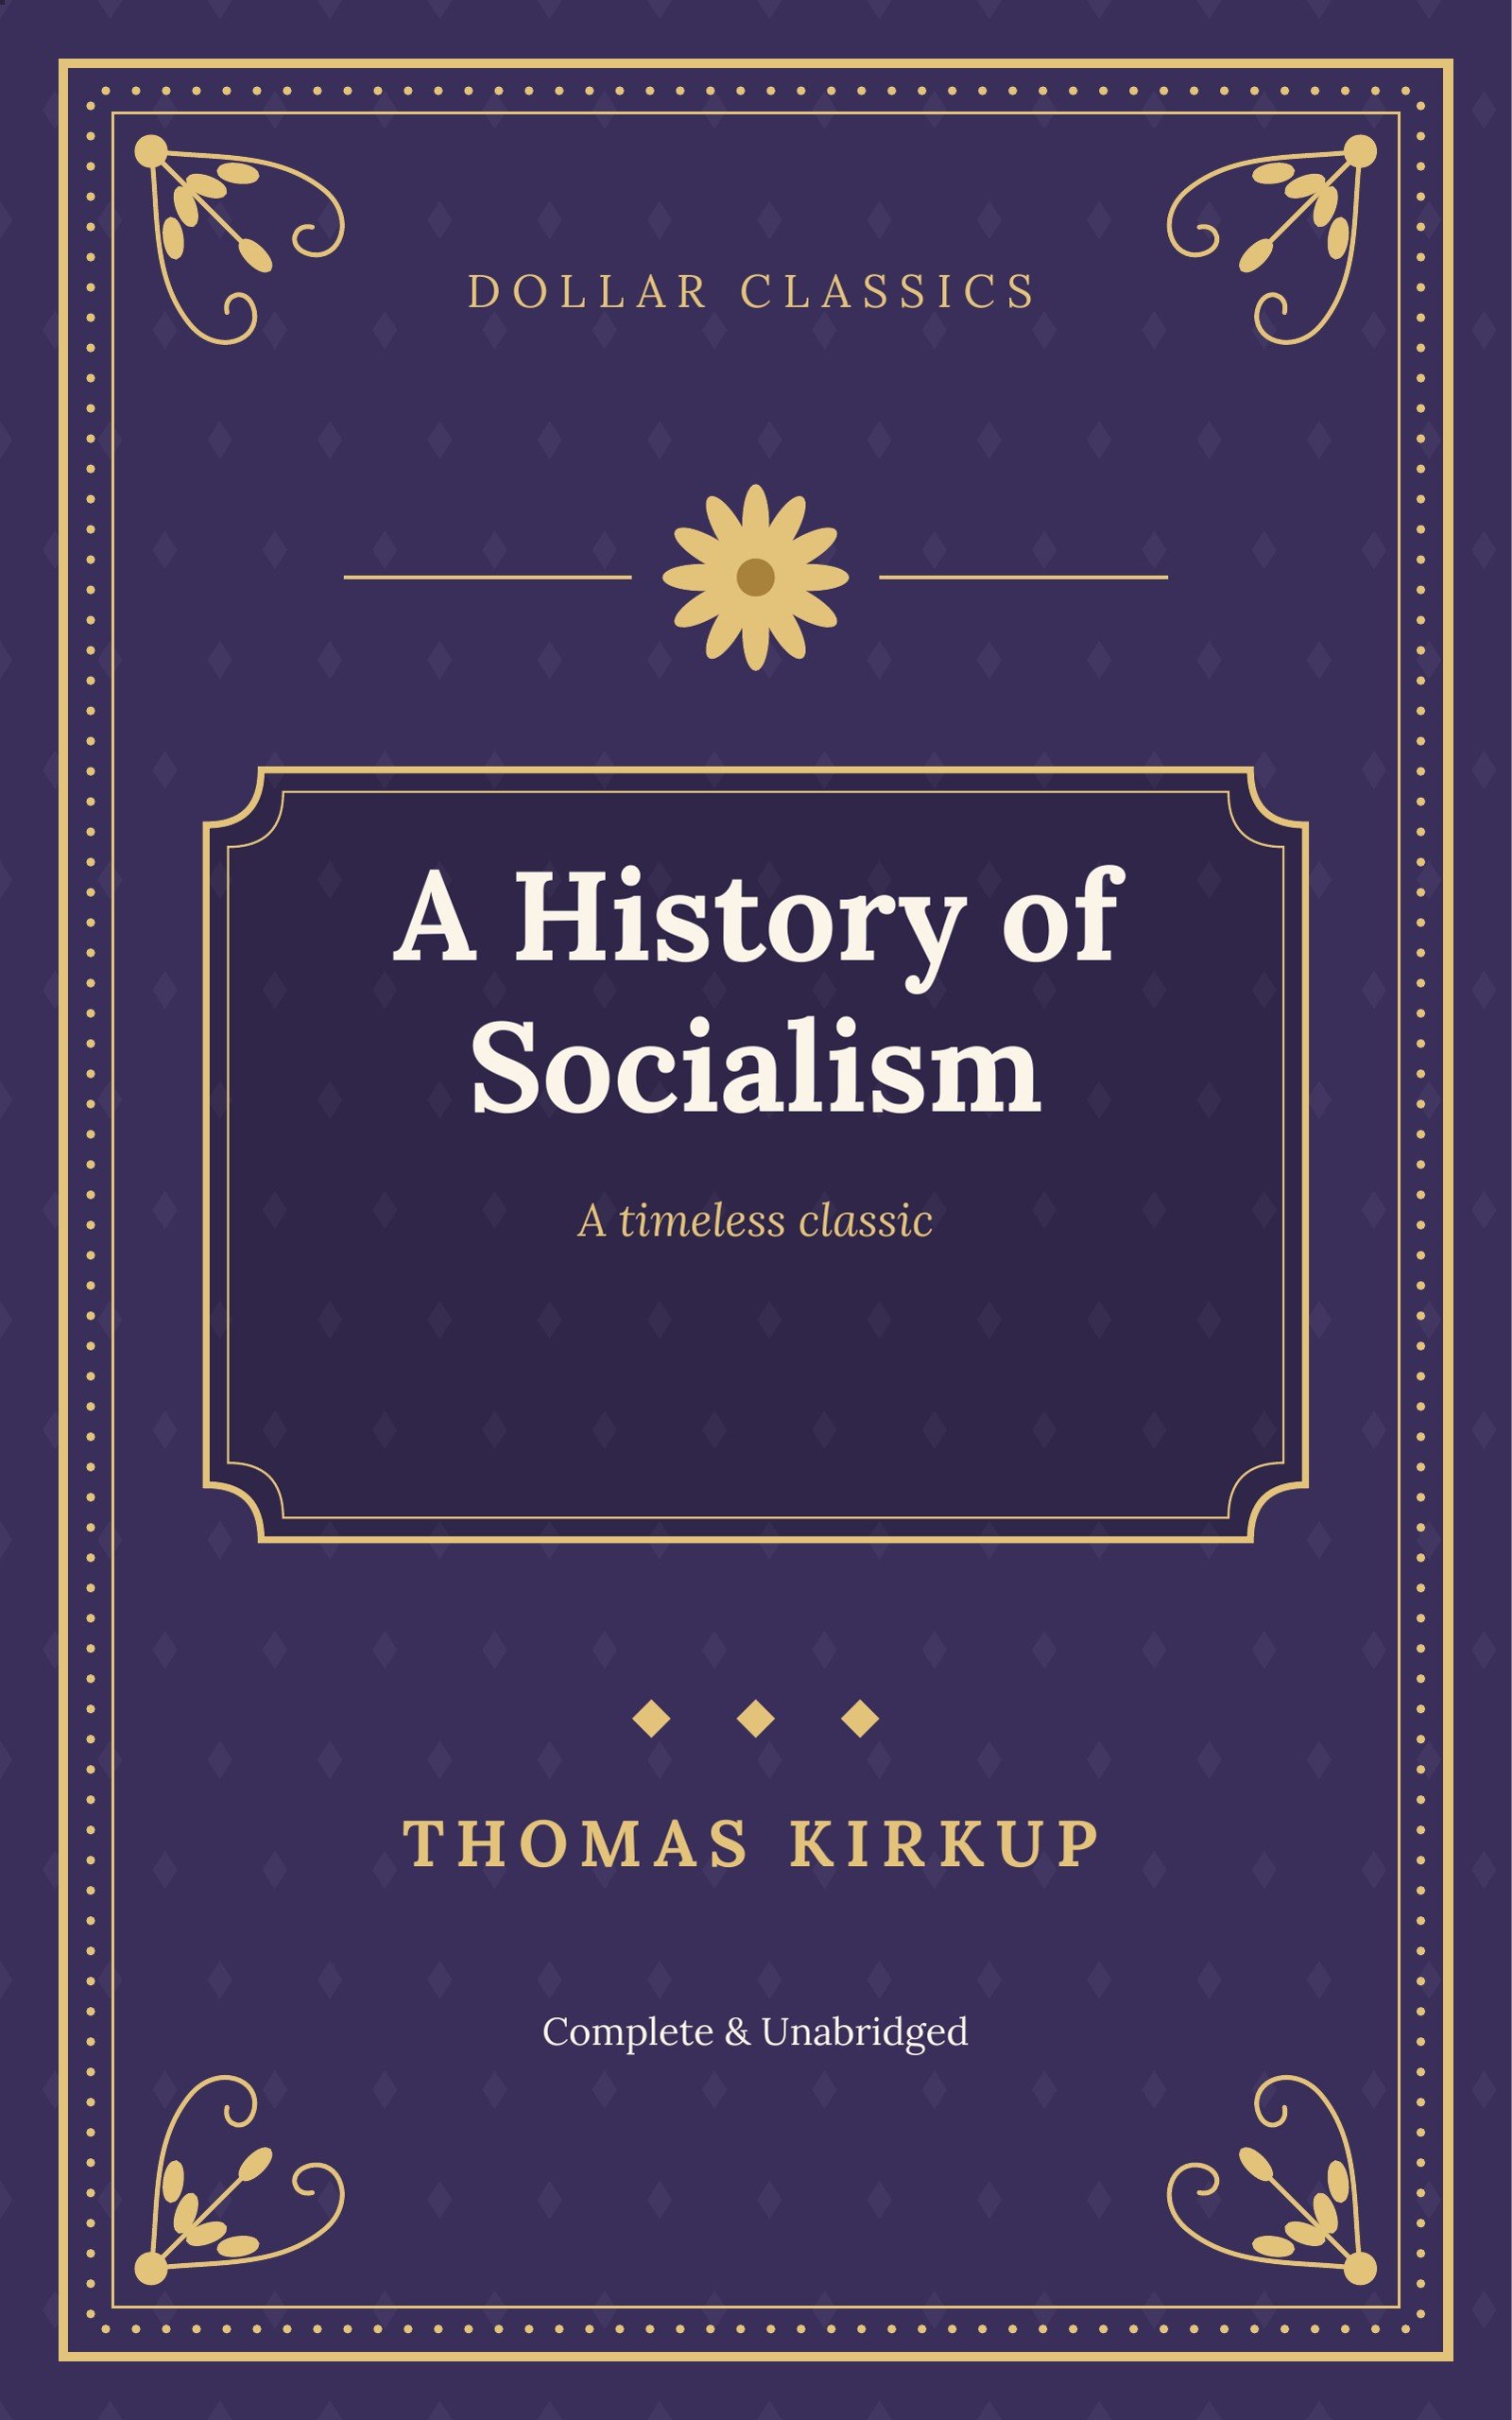 DOLLAR CLASSICS
A History of
Socialism
A timeless classic
THOMAS KIRKUP
Complete & Unabridged